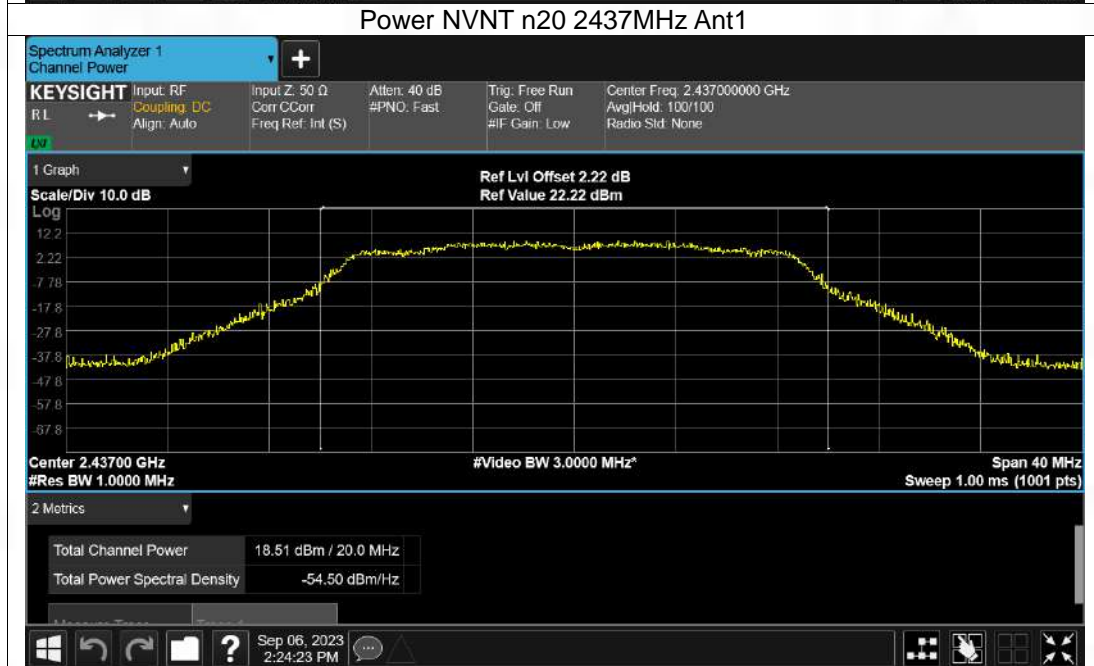 Power NVNT n20 2437MHz Ant1
Spectrum Analyzer 1
Channel Power
+
KEYSIGHT
R L
LXI
Input: RF
Coupling: DC
Align: Auto
Input Z: 50 Ω
Corr CCorr
Freq Ref: Int (S)
Atten: 40 dB
#PNO: Fast
Trig: Free Run
Gate: Off
#IF Gain: Low
Center Freq: 2.437000000 GHz
Avg|Hold: 100/100
Radio Std: None
1 Graph
Scale/Div 10.0 dB
Ref Lvl Offset 2.22 dB
Ref Value 22.22 dBm
Log
12.2
2.22
-7.78
-17.8
-27.8
-37.8
-47.8
-57.8
-67.8
Center 2.43700 GHz
#Video BW 3.0000 MHz*
Span 40 MHz
#Res BW 1.0000 MHz
Sweep 1.00 ms (1001 pts)
2 Metrics
Total Channel Power 18.51 dBm / 20.0 MHz
Total Power Spectral Density -54.50 dBm/Hz
?
Sep 06, 2023
2:24:23 PM